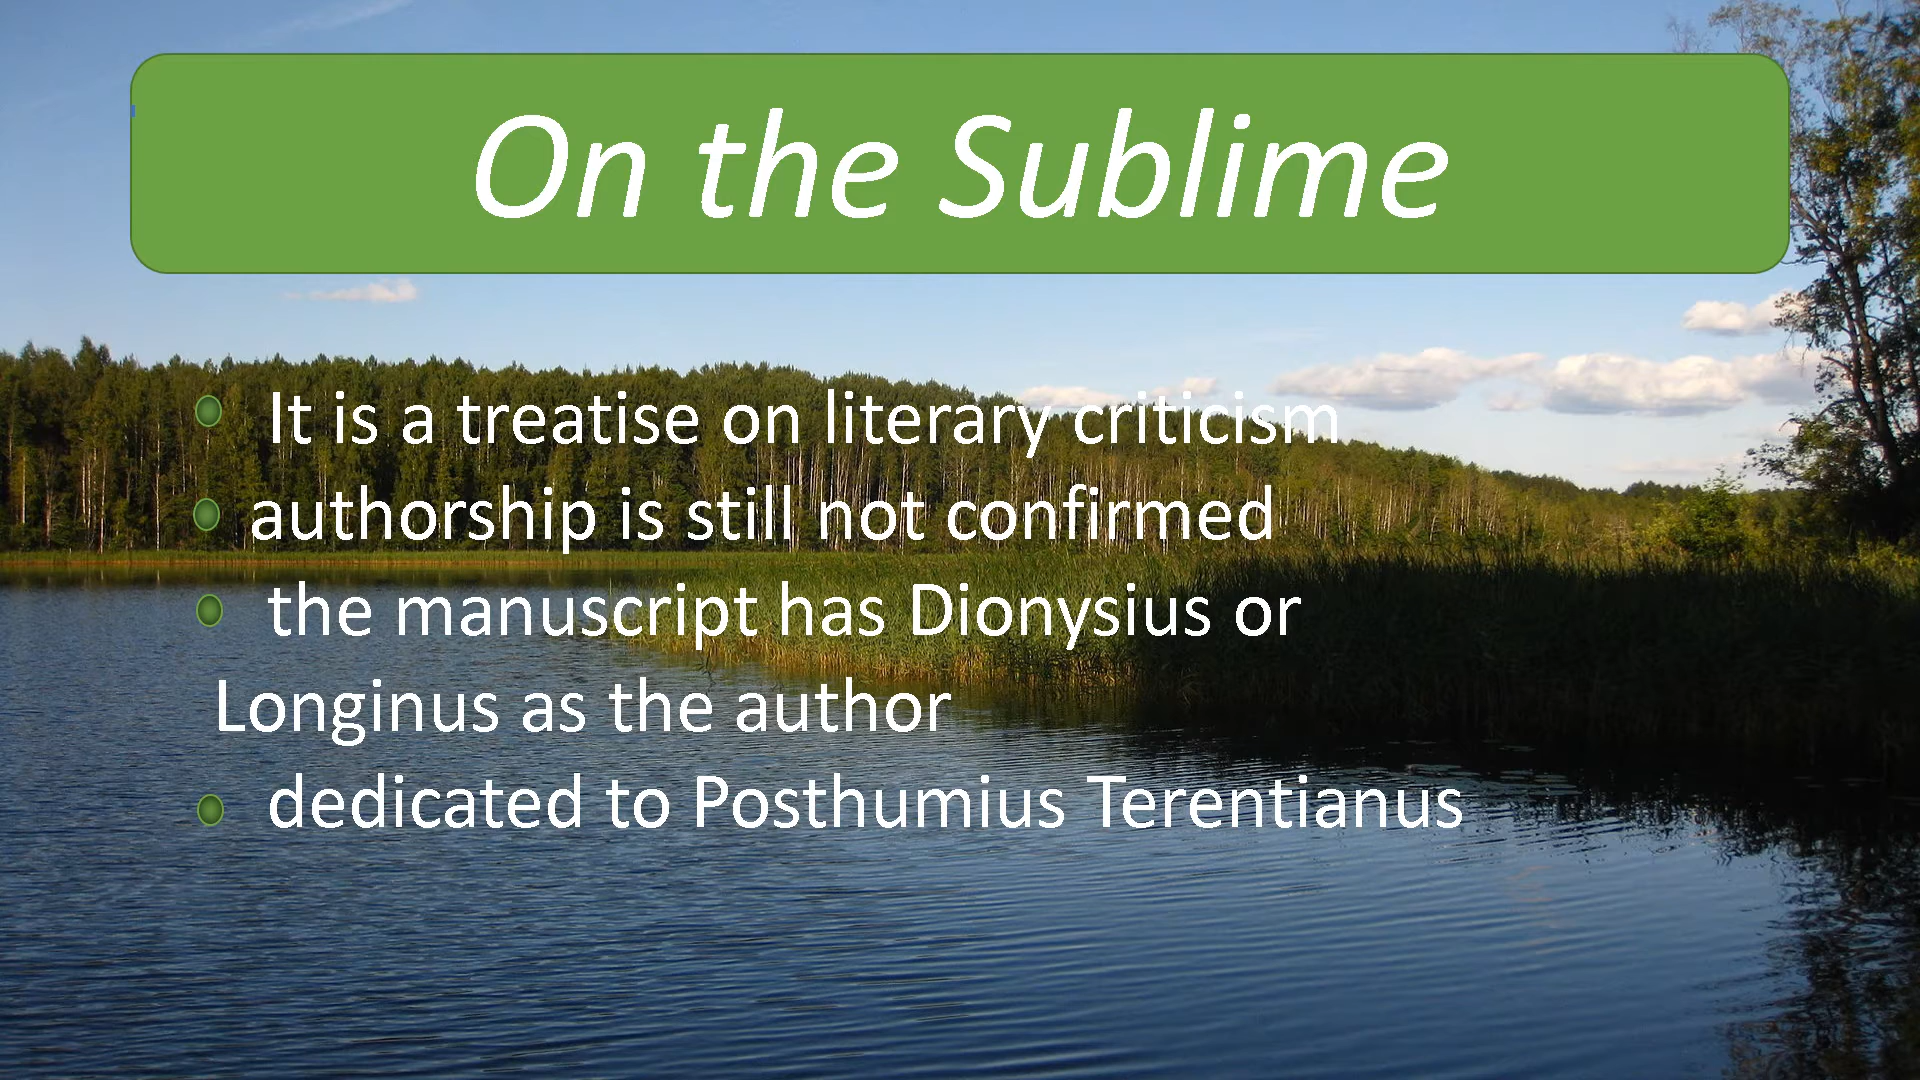 On the Sublime
It is a treatise on literary criticism
authorship is still not confirmed
the manuscript has Dionysius or
Longinus as the author
dedicated to Posthumius Terentianus